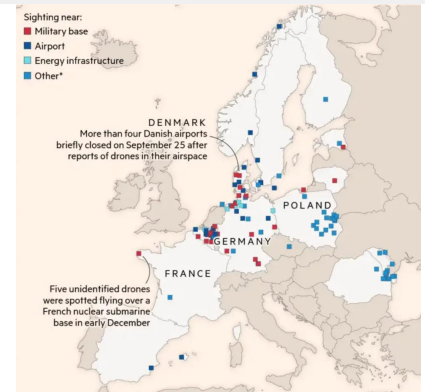 Sighting near:
Military base
Airport
Energy infrastructure
Other*
DENMARK
More than four Danish airports
briefly closed on September 25 after
reports of drones in their airspace
POLAND
GERMANY
FRANCE
Five unidentified drones
were spotted flying over a
French nuclear submarine
base in early December